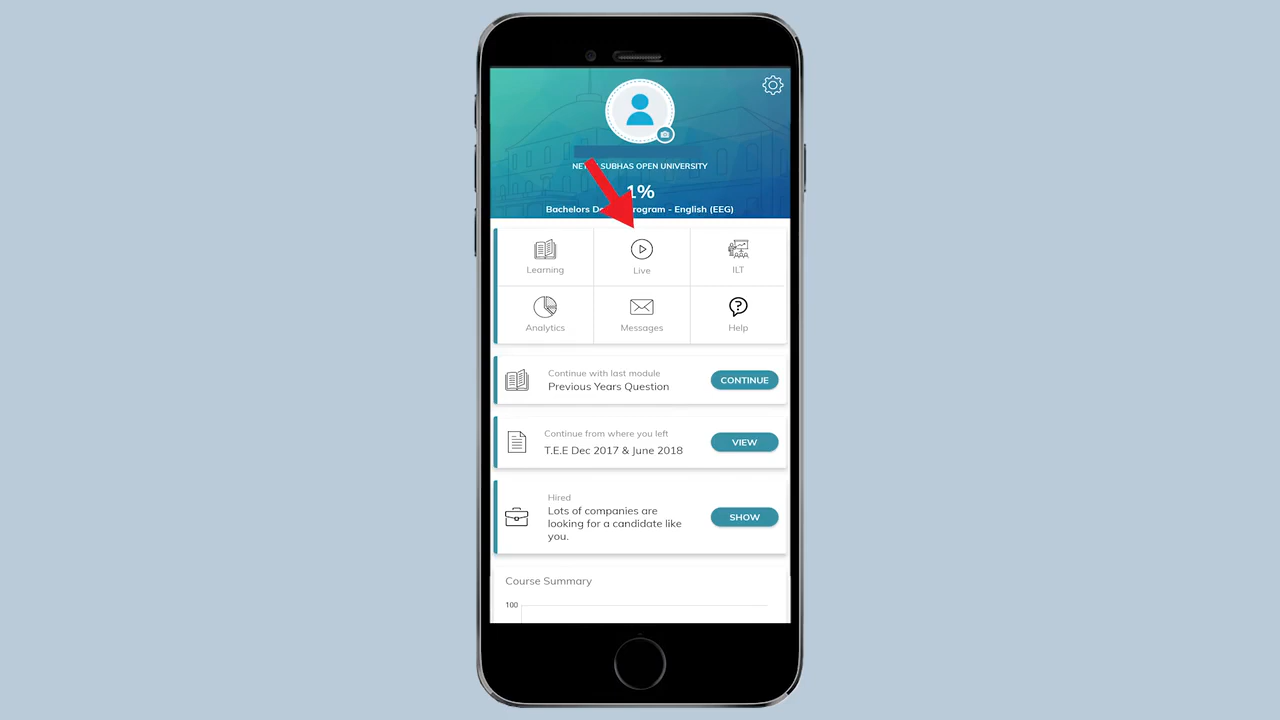 SUBHAS OPEN UNIVERSITY
1%
Bachelors - English (EEG)
Learning
Live
ILT
Analytics
Messages
Help
Continue with last module
Previous Years Question
CONTINUE
Continue from where you left
T.E.E Dec 2017 & June 2018
VIEW
Hired
Lots of companies are
looking for a candidate like
you.
SHOW
Course Summary
100